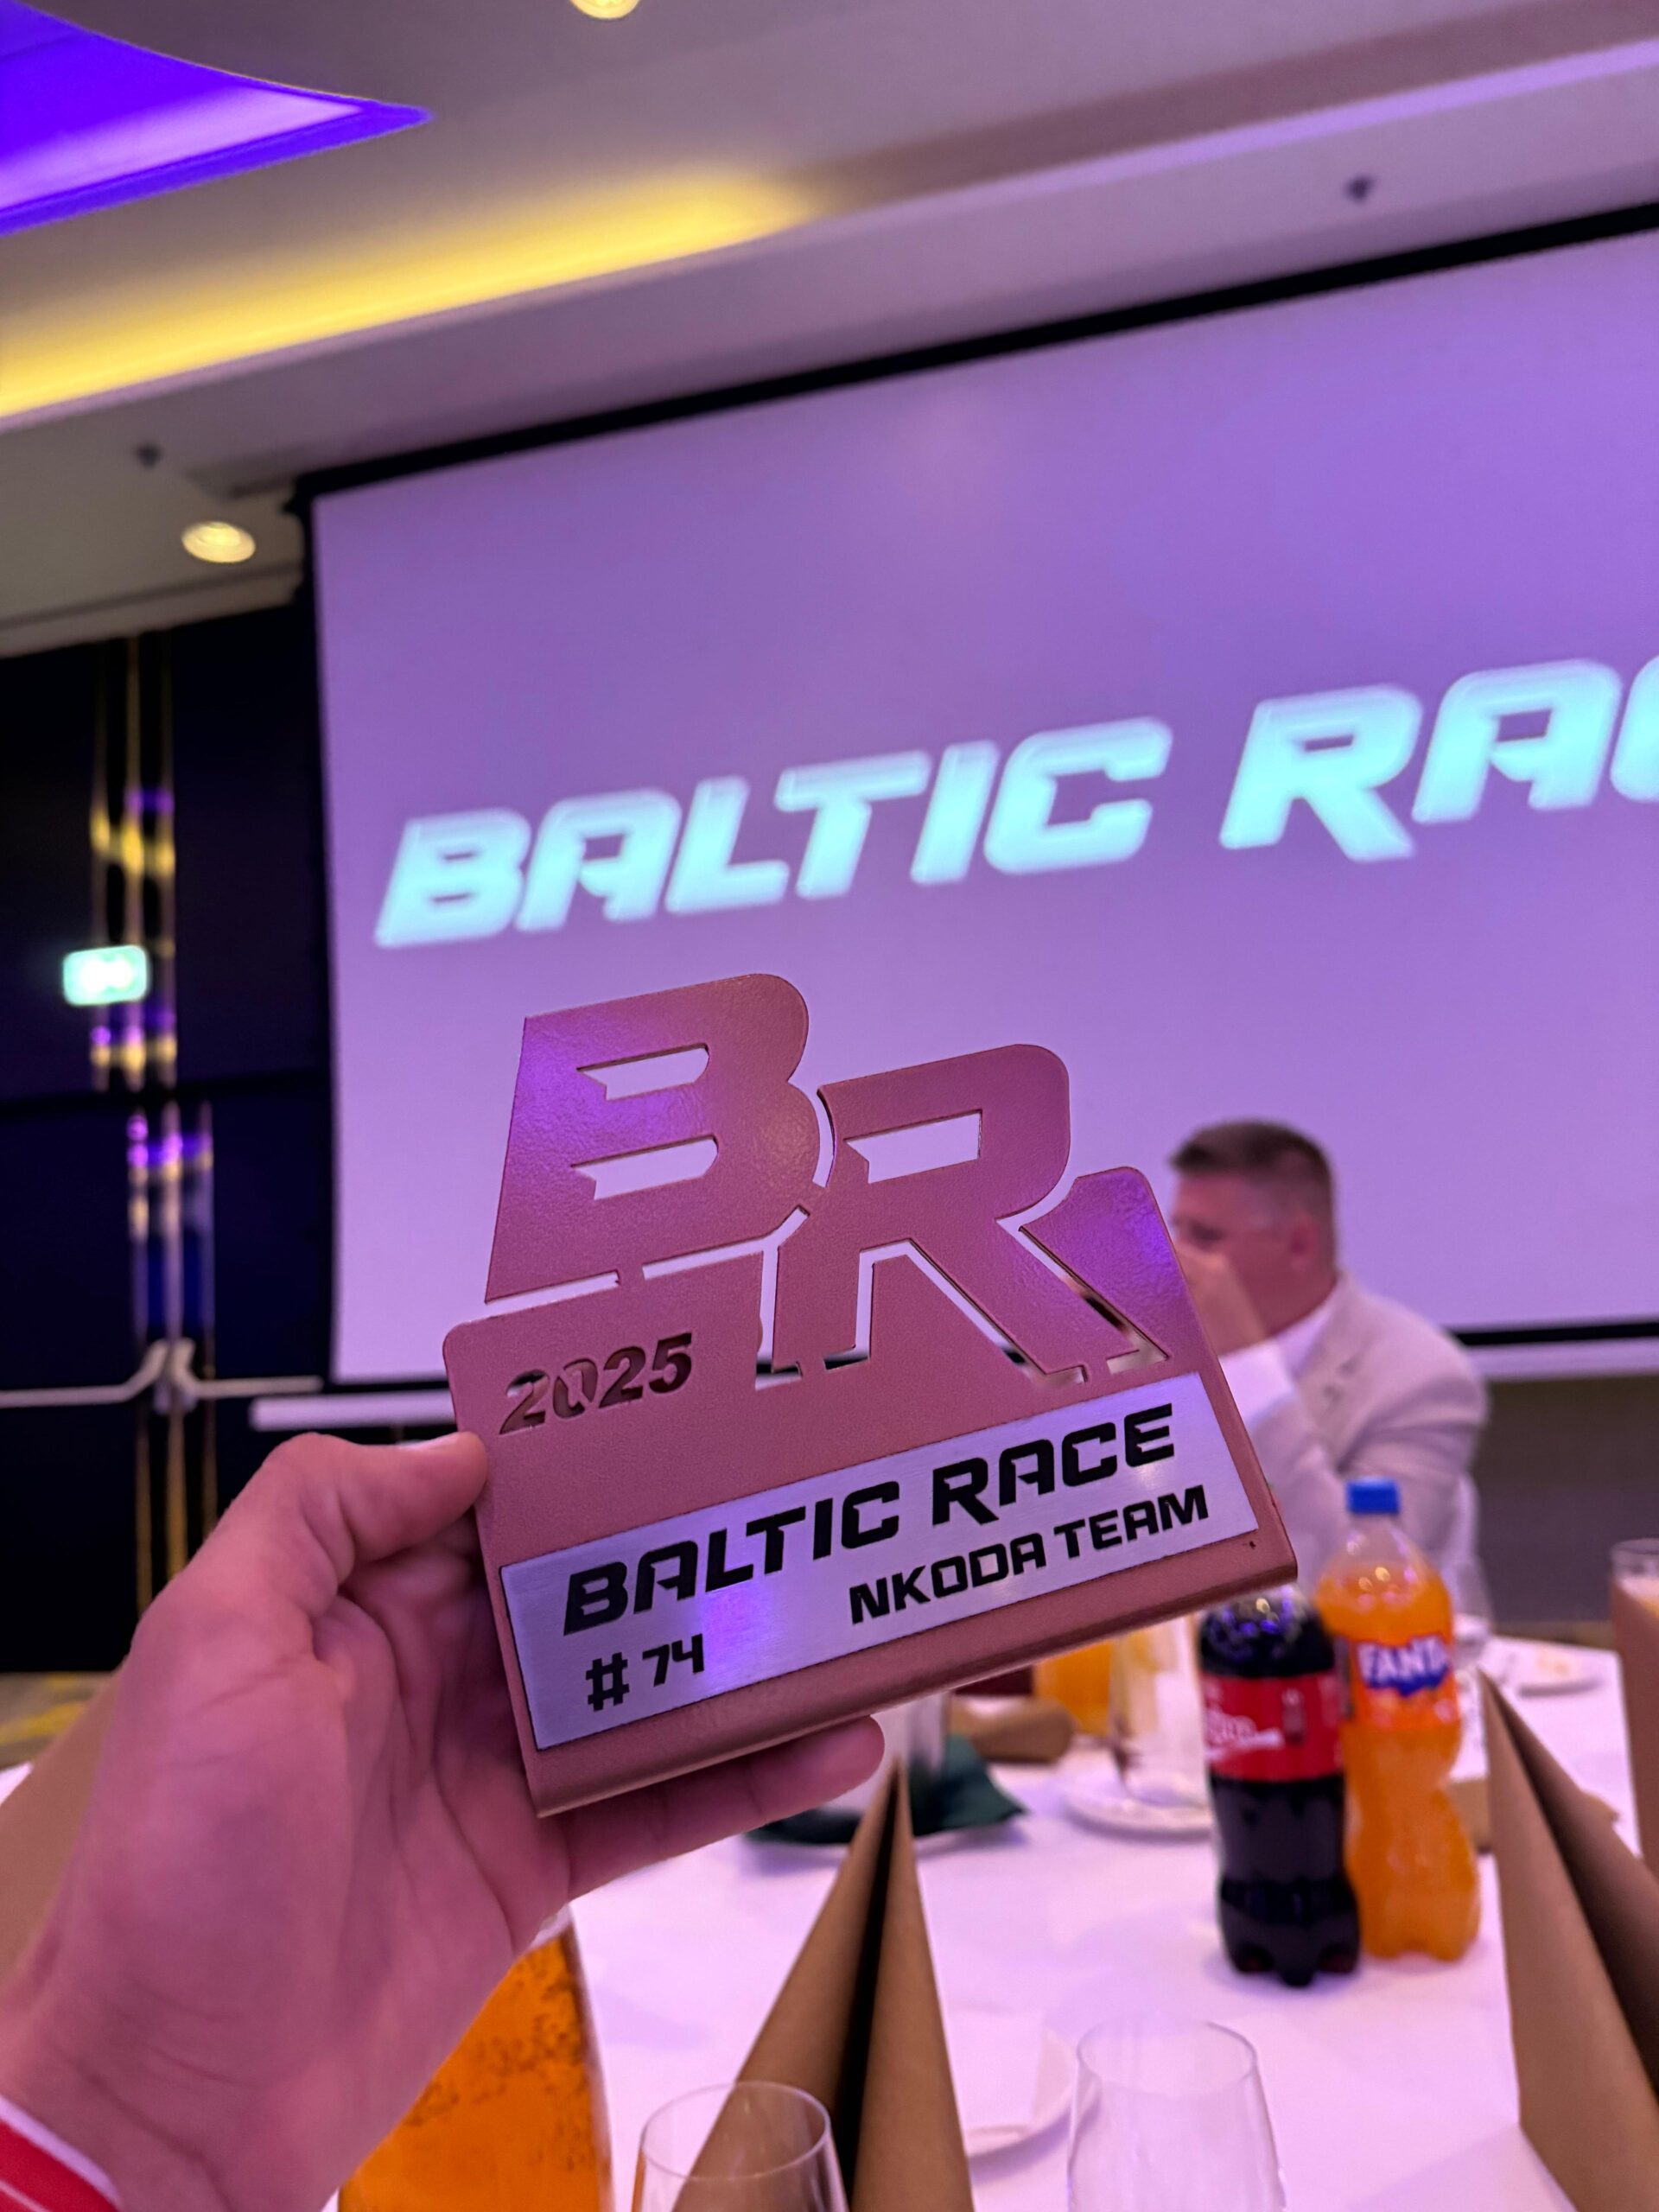 BALTIC RAC
BR
2025
BALTIC RACE
NKODA TEAM
# 74
FANTA